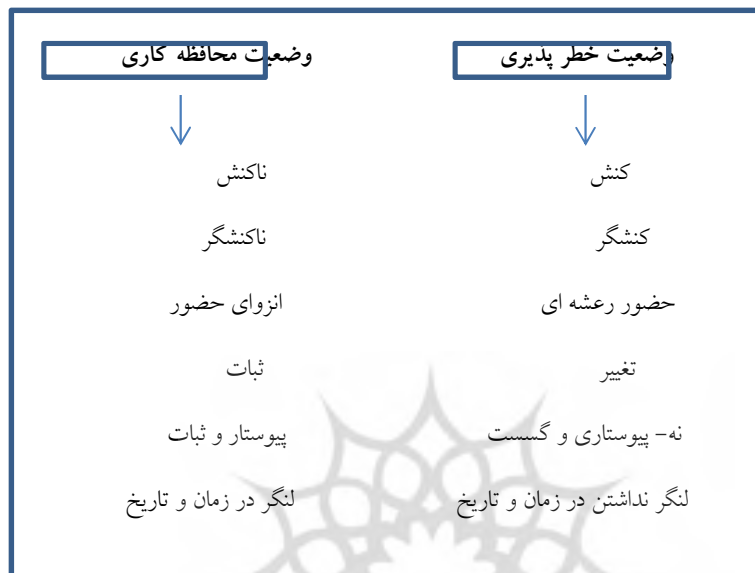 وضعیت خطر پذیری وضعیت محافظه کاری
کنش ناکنش
کنشگر ناکنشگر
حضور رعشه ای انزوای حضور
تغییر ثبات
نه- پیوستاری و گسست پیوستار و ثبات
لنگر نداشتن در زمان و تاریخ لنگر در زمان و تاریخ